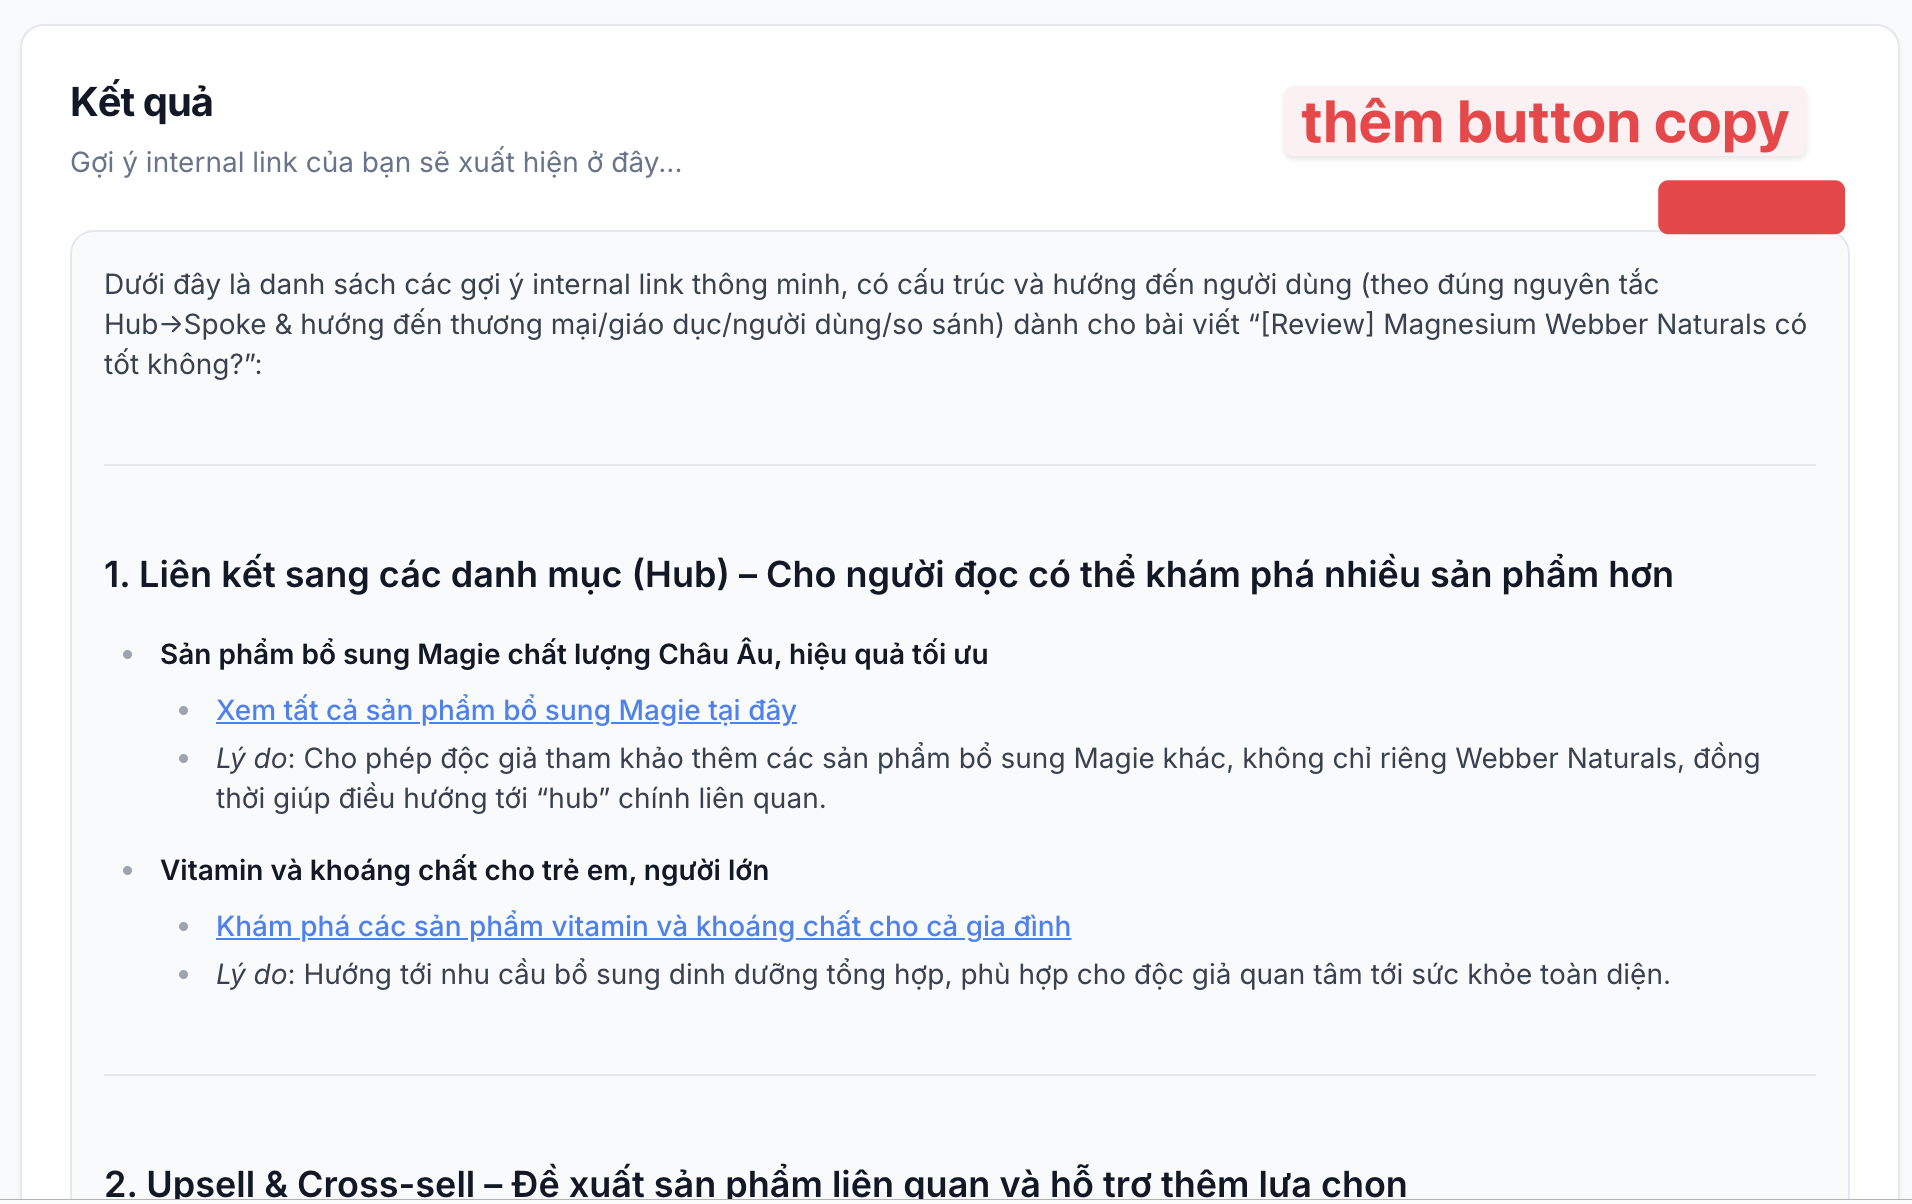 Kết quả
thêm button copy
Gợi ý internal link của bạn sẽ xuất hiện ở đây...
Dưới đây là danh sách các gợi ý internal link thông minh, có cấu trúc và hướng đến người dùng (theo đúng nguyên tắc
Hub→Spoke & hướng đến thương mại/giáo dục/người dùng/so sánh) dành cho bài viết “[Review] Magnesium Webber Naturals có
tốt không?”:
1. Liên kết sang các danh mục (Hub) – Cho người đọc có thể khám phá nhiều sản phẩm hơn
• Sản phẩm bổ sung Magie chất lượng Châu Âu, hiệu quả tối ưu
• Xem tất cả sản phẩm bổ sung Magie tại đây
• Lý do: Cho phép độc giả tham khảo thêm các sản phẩm bổ sung Magie khác, không chỉ riêng Webber Naturals, đồng
thời giúp điều hướng tới “hub” chính liên quan.
• Vitamin và khoáng chất cho trẻ em, người lớn
• Khám phá các sản phẩm vitamin và khoáng chất cho cả gia đình
• Lý do: Hướng tới nhu cầu bổ sung dinh dưỡng tổng hợp, phù hợp cho độc giả quan tâm tới sức khỏe toàn diện.
2. Upsell & Cross-sell – Đề xuất sản phẩm liên quan và hỗ trợ thêm lựa chọn